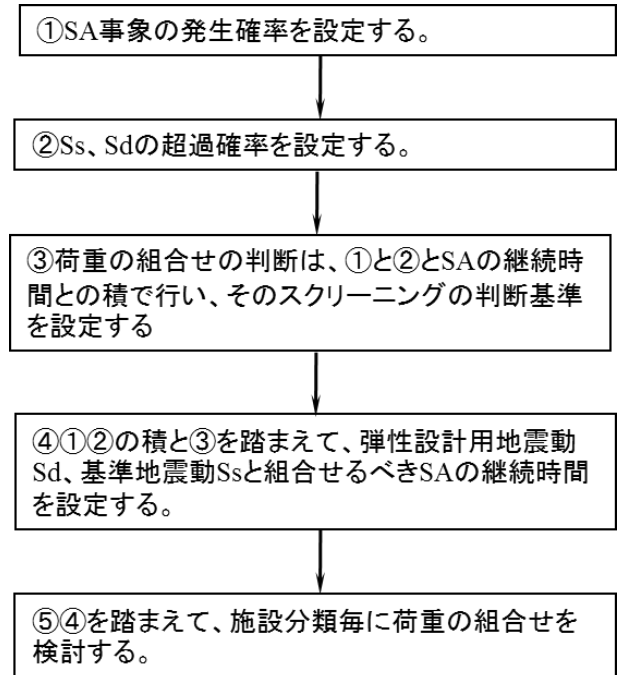 ①SA事象の発生確率を設定する。
②Ss、Sdの超過確率を設定する。
③荷重の組合せの判断は、①と②とSAの継続時
間との積で行い、そのスクリーニングの判断基準
を設定する
④①②の積と③を踏まえて、弾性設計用地震動
Sd、基準地震動Ssと組合せるべきSAの継続時間
を設定する。
⑤④を踏まえて、施設分類毎に荷重の組合せを
検討する。